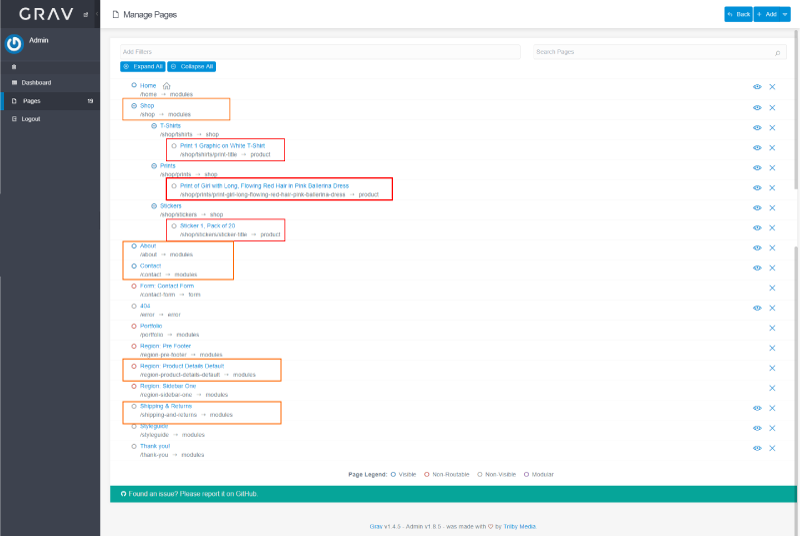 GRAV
Manage Pages
Back
Add
Admin
Dashboard
Pages 19
Logout
Add Filters
Search Pages
Expand All
Collapse All
Home
/home → modules
Shop
/shop → modules
T-Shirts
/shop/tshirts → shop
Print 1 Graphic on White T-Shirt
/shop/tshirts/print-title → product
Prints
/shop/prints → shop
Print of Girl with Long, Flowing Red Hair in Pink Ballerina Dress
/shop/prints/print-girl-long-flowing-red-hair-pink-ballerina-dress → product
Stickers
/shop/stickers → shop
Sticker 1, Pack of 20
/shop/stickers/sticker-title → product
About
/about → modules
Contact
/contact → modules
Form: Contact Form
/contact-form → form
404
/error → error
Portfolio
/portfolio → modules
Region: Pre Footer
/region-pre-footer → modules
Region: Product Details Default
/region-product-details-default → modules
Region: Sidebar One
/region-sidebar-one → modules
Shipping & Returns
/shipping-and-returns → modules
Styleguide
/styleguide → modules
Thank you!
/thank-you → modules
Page Legend: Visible Non-Routable Non-Visible Modular
Found an issue? Please report it on GitHub.
Grav v1.4.5 - Admin v1.8.5 - was made with ♡ by Trilby Media